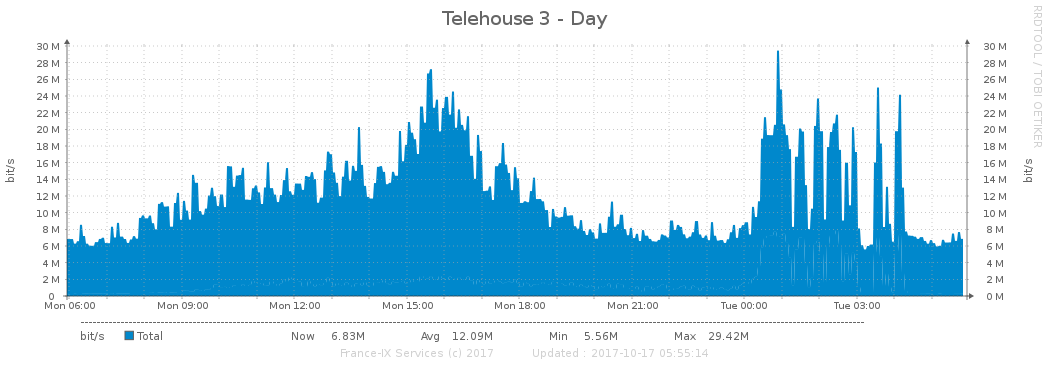 Telehouse 3 - Day
RRDTOOL / TOBI OETIKER
bit/s
30 M 30 M
28 M 28 M
26 M 26 M
24 M 24 M
22 M 22 M
20 M 20 M
18 M 18 M
16 M 16 M
14 M 14 M
12 M 12 M
10 M 10 M
8 M 8 M
6 M 6 M
4 M 4 M
2 M 2 M
0 0 M
bit/s
Mon 06:00 Mon 09:00 Mon 12:00 Mon 15:00 Mon 18:00 Mon 21:00 Tue 00:00 Tue 03:00
bit/s Total Now 6.83M Avg 12.09M Min 5.56M Max 29.42M
France-IX Services (c) 2017 Updated : 2017-10-17 05:55:14